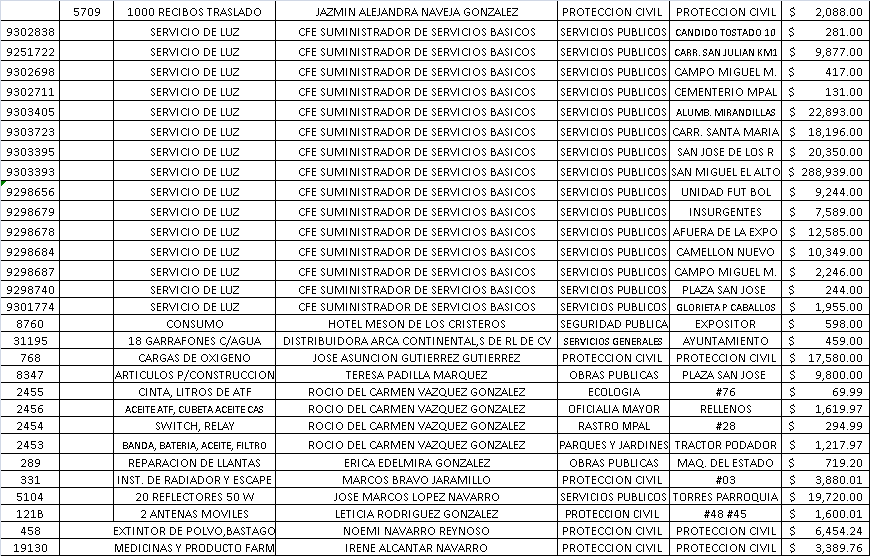 5709 1000 RECIBOS TRASLADO JAZMIN ALEJANDRA NAVEJA GONZALEZ PROTECCION CIVIL PROTECCION CIVIL $ 2,088.00
9302838 SERVICIO DE LUZ CFE SUMINISTRADOR DE SERVICIOS BASICOS SERVICIOS PUBLICOS CANDIDO TOSTADO 10 $ 281.00
9251722 SERVICIO DE LUZ CFE SUMINISTRADOR DE SERVICIOS BASICOS SERVICIOS PUBLICOS CARR. SAN JULIAN KM1 $ 9,877.00
9302698 SERVICIO DE LUZ CFE SUMINISTRADOR DE SERVICIOS BASICOS SERVICIOS PUBLICOS CAMPO MIGUEL M. $ 417.00
9302711 SERVICIO DE LUZ CFE SUMINISTRADOR DE SERVICIOS BASICOS SERVICIOS PUBLICOS CEMENTERIO MPAL $ 131.00
9303405 SERVICIO DE LUZ CFE SUMINISTRADOR DE SERVICIOS BASICOS SERVICIOS PUBLICOS ALUMB. MIRANDILLAS $ 22,893.00
9303723 SERVICIO DE LUZ CFE SUMINISTRADOR DE SERVICIOS BASICOS SERVICIOS PUBLICOS CARR. SANTA MARIA $ 18,196.00
9303395 SERVICIO DE LUZ CFE SUMINISTRADOR DE SERVICIOS BASICOS SERVICIOS PUBLICOS SAN JOSE DE LOS R $ 20,350.00
9303393 SERVICIO DE LUZ CFE SUMINISTRADOR DE SERVICIOS BASICOS SERVICIOS PUBLICOS SAN MIGUEL EL ALTO $ 288,939.00
9298656 SERVICIO DE LUZ CFE SUMINISTRADOR DE SERVICIOS BASICOS SERVICIOS PUBLICOS UNIDAD FUT BOL $ 9,244.00
9298679 SERVICIO DE LUZ CFE SUMINISTRADOR DE SERVICIOS BASICOS SERVICIOS PUBLICOS INSURGENTES $ 7,589.00
9298678 SERVICIO DE LUZ CFE SUMINISTRADOR DE SERVICIOS BASICOS SERVICIOS PUBLICOS AFUERA DE LA EXPO $ 12,585.00
9298684 SERVICIO DE LUZ CFE SUMINISTRADOR DE SERVICIOS BASICOS SERVICIOS PUBLICOS CAMELLON NUEVO $ 10,349.00
9298687 SERVICIO DE LUZ CFE SUMINISTRADOR DE SERVICIOS BASICOS SERVICIOS PUBLICOS CAMPO MIGUEL M. $ 2,246.00
9298740 SERVICIO DE LUZ CFE SUMINISTRADOR DE SERVICIOS BASICOS SERVICIOS PUBLICOS PLAZA SAN JOSE $ 244.00
9301774 SERVICIO DE LUZ CFE SUMINISTRADOR DE SERVICIOS BASICOS SERVICIOS PUBLICOS GLORIETA P CABALLOS $ 1,955.00
8760 CONSUMO HOTEL MESON DE LOS CRISTEROS SEGURIDAD PUBLICA EXPOSITOR $ 598.00
31195 18 GARRAFONES C/AGUA DISTRIBUIDORA ARCA CONTINENTAL,S DE RL DE CV SERVICIOS GENERALES AYUNTAMIENTO $ 459.00
768 CARGAS DE OXIGENO JOSE ASUNCION GUTIERREZ GUTIERREZ PROTECCION CIVIL PROTECCION CIVIL $ 17,580.00
8347 ARTICULOS P/CONSTRUCCION TERESA PADILLA MARQUEZ OBRAS PUBLICAS PLAZA SAN JOSE $ 9,800.00
2455 CINTA, LITROS DE ATF ROCIO DEL CARMEN VAZQUEZ GONZALEZ ECOLOGIA #76 $ 69.99
2456 ACEITE ATF, CUBETA ACEITE CAS ROCIO DEL CARMEN VAZQUEZ GONZALEZ OFICIALIA MAYOR RELLENOS $ 1,619.97
2454 SWITCH, RELAY ROCIO DEL CARMEN VAZQUEZ GONZALEZ RASTRO MPAL #28 $ 294.99
2453 BANDA, BATERIA, ACEITE, FILTRO ROCIO DEL CARMEN VAZQUEZ GONZALEZ PARQUES Y JARDINES TRACTOR PODADOR $ 1,217.97
289 REPARACION DE LLANTAS ERICA EDELMIRA GONZALEZ OBRAS PUBLICAS MAQ. DEL ESTADO $ 719.20
331 INST. DE RADIADOR Y ESCAPE MARCOS BRAVO JARAMILLO PROTECCION CIVIL #03 $ 3,880.01
5104 20 REFLECTORES 50 W JOSE MARCOS LOPEZ NAVARRO SERVICIOS PUBLICOS TORRES PARROQUIA $ 19,720.00
121B 2 ANTENAS MOVILES LETICIA RODRIGUEZ GONZALEZ PROTECCION CIVIL #48 #45 $ 1,600.01
458 EXTINTOR DE POLVO,BASTAGO NOEMI NAVARRO REYNOSO PROTECCION CIVIL PROTECCION CIVIL $ 6,454.24
19130 MEDICINAS Y PRODUCTO FARM IRENE ALCANTAR NAVARRO PROTECCION CIVIL PROTECCION CIVIL $ 3,389.76